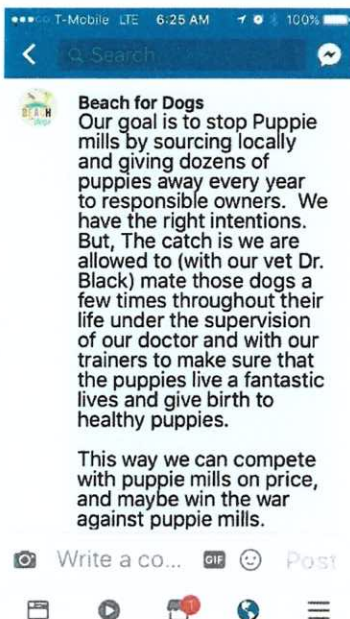 T-Mobile LTE 6:25 AM 100%
Search
BEACH
Beach for Dogs
Our goal is to stop Puppie
mills by sourcing locally
and giving dozens of
puppies away every year
to responsible owners. We
have the right intentions.
But, The catch is we are
allowed to (with our vet Dr.
Black) mate those dogs a
few times throughout their
life under the supervision
of our doctor and with our
trainers to make sure that
the puppies live a fantastic
lives and give birth to
healthy puppies.
This way we can compete
with puppie mills on price,
and maybe win the war
against puppie mills.
Write a co... GIF Post
1